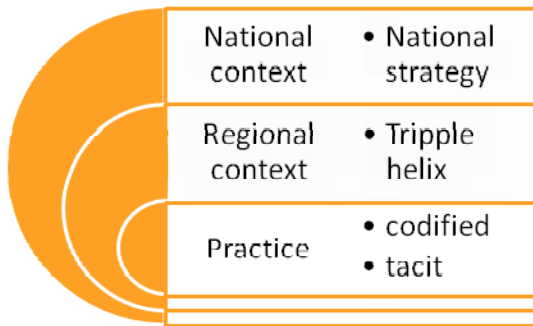 National
context
• National
strategy
Regional
context
• Tripple
helix
Practice
• codified
• tacit